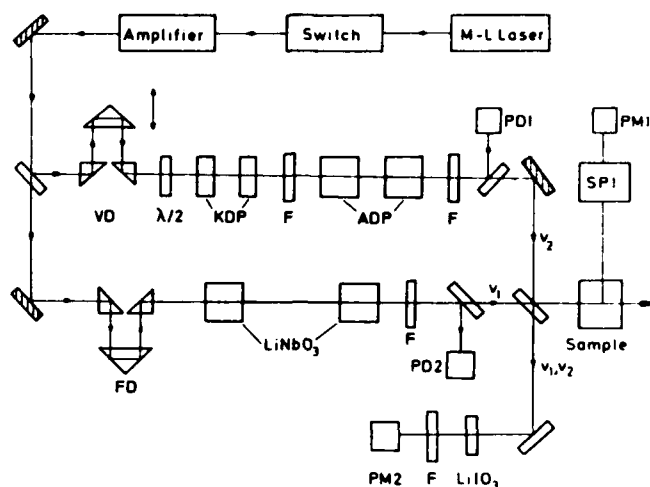 Amplifier
Switch
M-L Laser
PD1
PM1
SP1
VD
λ/2
KDP
F
ADP
F
ν₂
ν₁
LiNbO₃
F
PD2
Sample
FD
ν₁,ν₂
PM2
F
LiIO₃